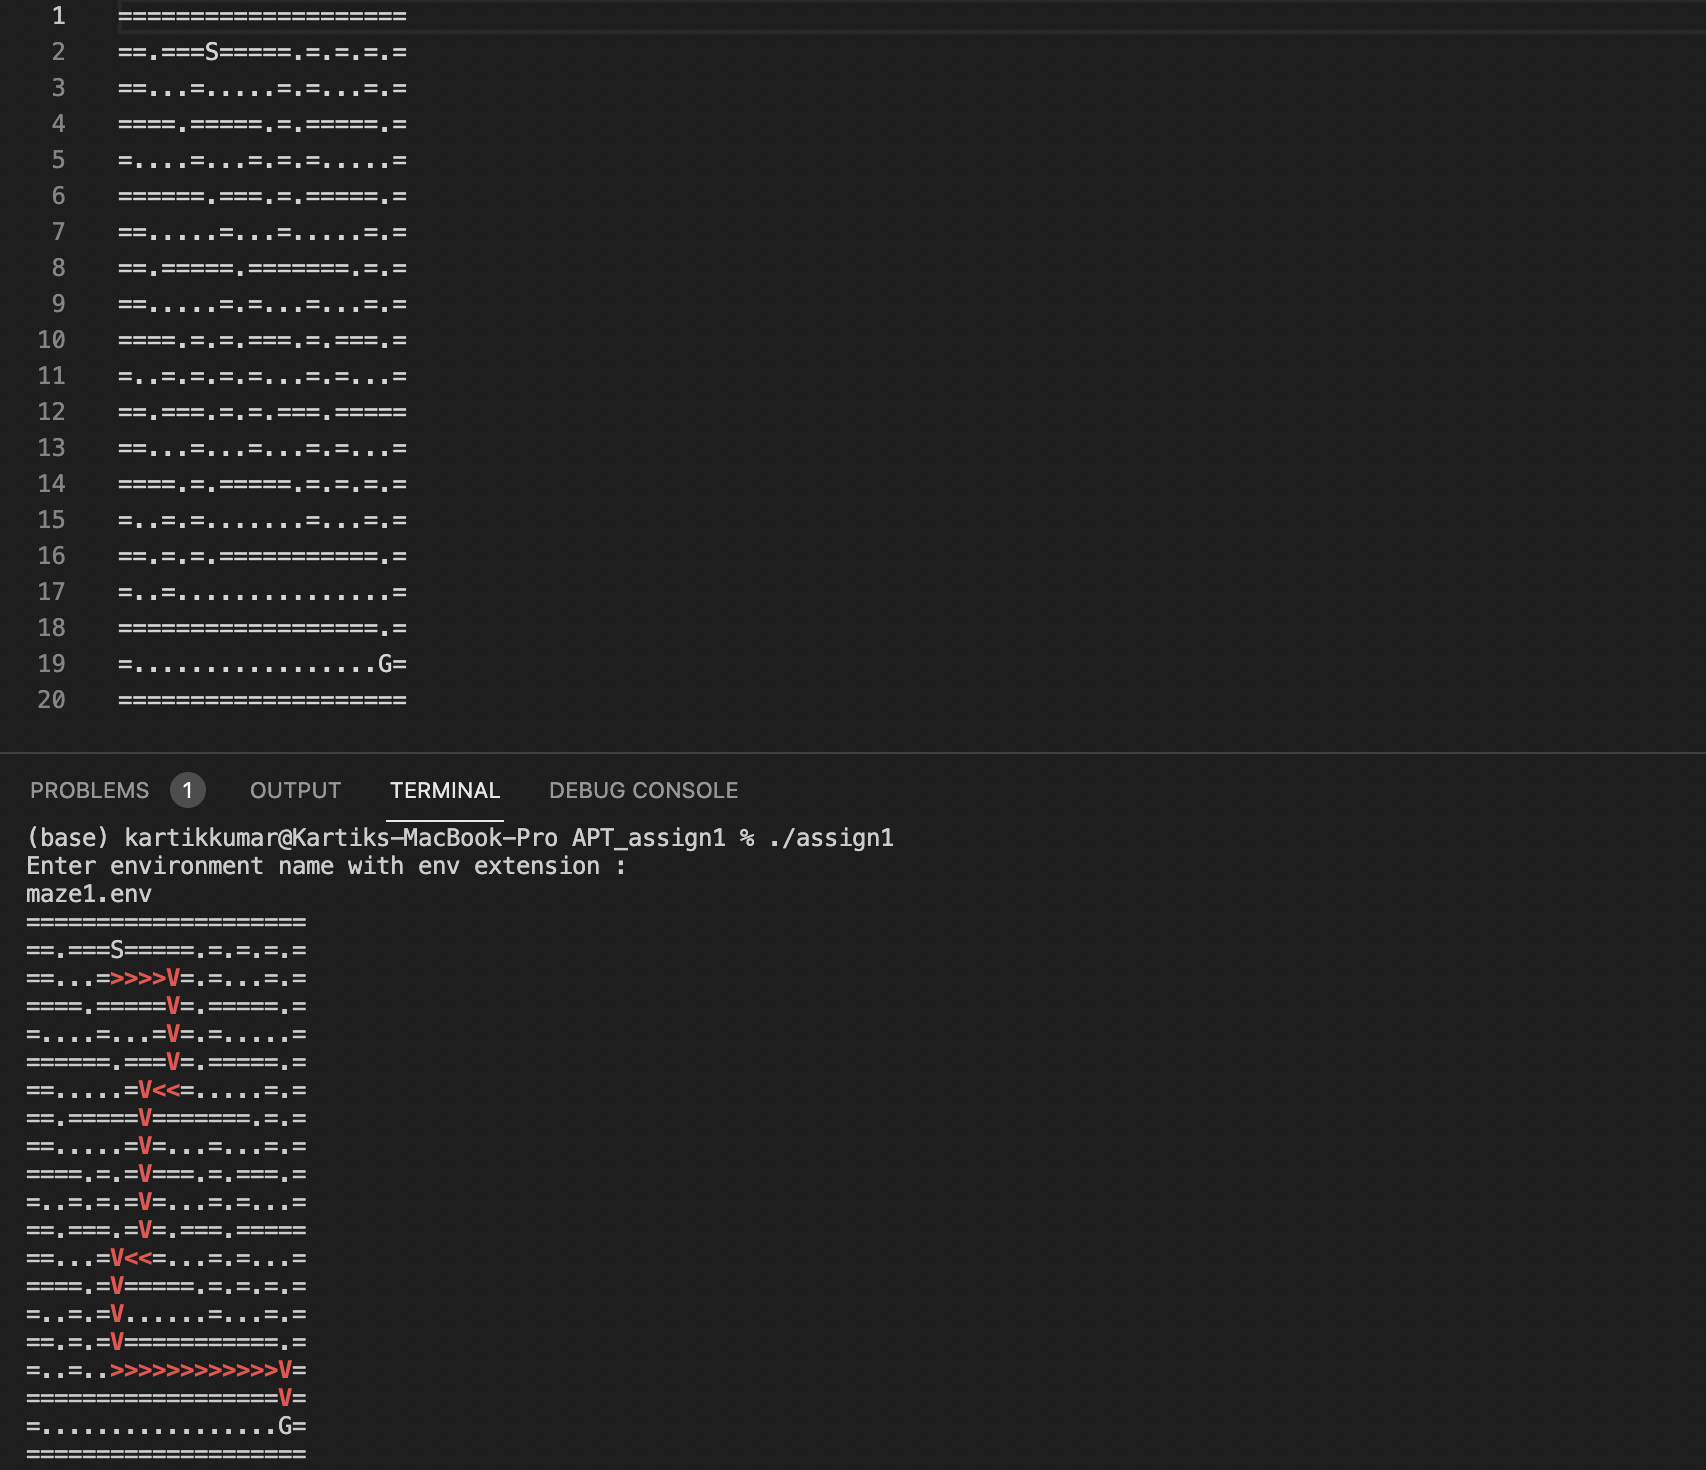 1 ====================
2 ==.===S=====.=.=.=.=
3 ==...=.....=.=...=.=
4 ====.=====.=.=====.=
5 =....=...=.=.=.....=
6 ======.===.=.=====.=
7 ==.....=...=.....=.=
8 ==.=====.=======.=.=
9 ==.....=.=...=...=.=
10 ====.=.=.===.=.===.=
11 =..=.=.=.=...=.=...=
12 ==.===.=.=.===.=====
13 ==...=...=...=.=...=
14 ====.=.=====.=.=.=.=
15 =..=.=.......=...=.=
16 ==.=.=.===========.=
17 =..=...............=
18 ==================.=
19 =.................G=
20 ====================
PROBLEMS 1 OUTPUT TERMINAL DEBUG CONSOLE
(base) kartikkumar@Kartiks-MacBook-Pro APT_assign1 % ./assign1
Enter environment name with env extension :
maze1.env
====================
==.===S=====.=.=.=.=
==...=>>>>V=.=...=.=
====.=====V=.=====.=
=....=...=V=.=.....=
======.===V=.=====.=
==.....=V<<=.....=.=
==.=====V=======.=.=
==.....=V=...=...=.=
====.=.=V===.=.===.=
=..=.=.=V=...=.=...=
==.===.=V=.===.=====
==...=V<<=...=.=...=
====.=V=====.=.=.=.=
=..=.=V......=...=.=
==.=.=V===========.=
=..=..>>>>>>>>>>>>V=
==================V=
=.................G=
====================